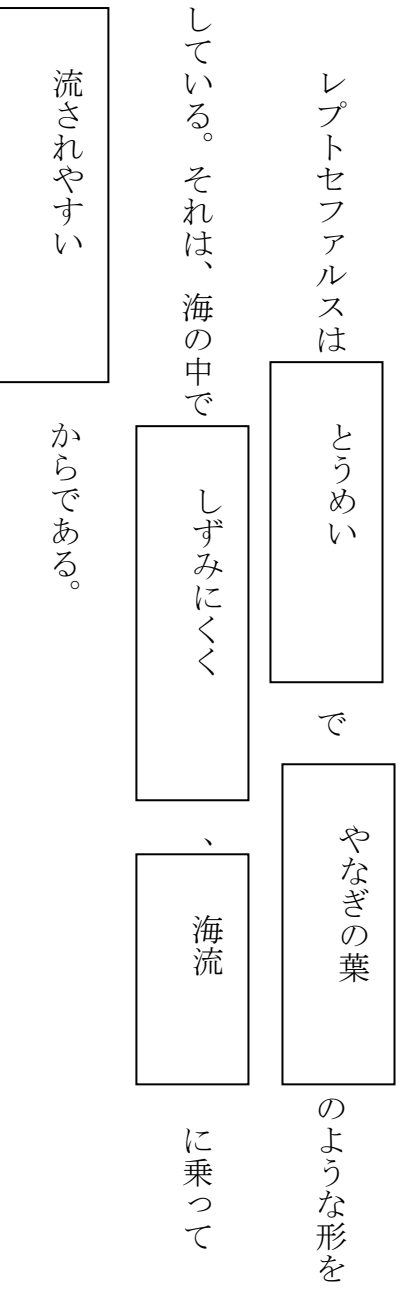 レプトセファルスはとうめいでやなぎの葉のような形を
している。それは、海の中でしずみにくく、海流に乗って
流されやすいからである。